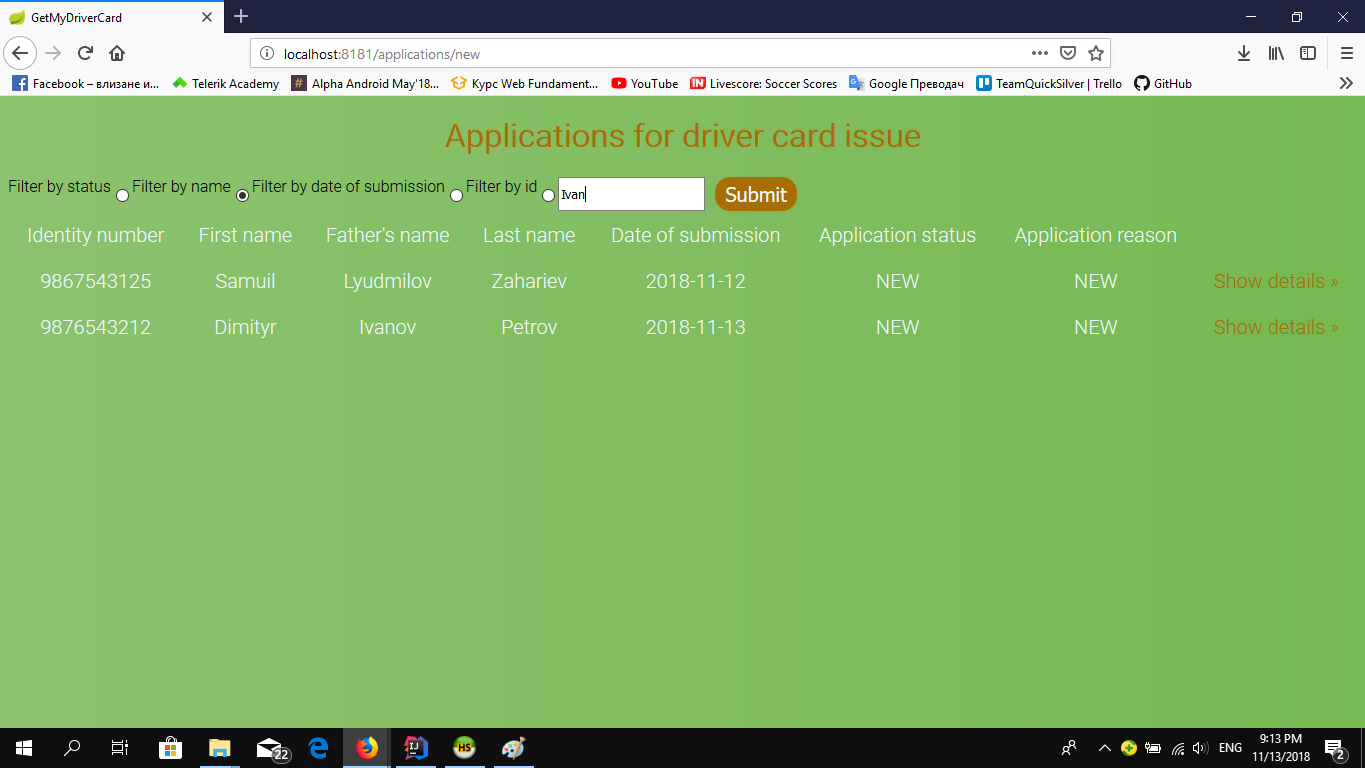 GetMyDriverCard
localhost:8181/applications/new
Facebook – влизане и... Telerik Academy Alpha Android May'18... Курс Web Fundament... YouTube Livescore: Soccer Scores Google Преводач TeamQuickSilver | Trello GitHub
Applications for driver card issue
Filter by status Filter by name Filter by date of submission Filter by id Ivan Submit
Identity number First name Father's name Last name Date of submission Application status Application reason
9867543125 Samuil Lyudmilov Zahariev 2018-11-12 NEW NEW Show details »
9876543212 Dimityr Ivanov Petrov 2018-11-13 NEW NEW Show details »
22 IJ HS ENG 9:13 PM
11/13/2018 2